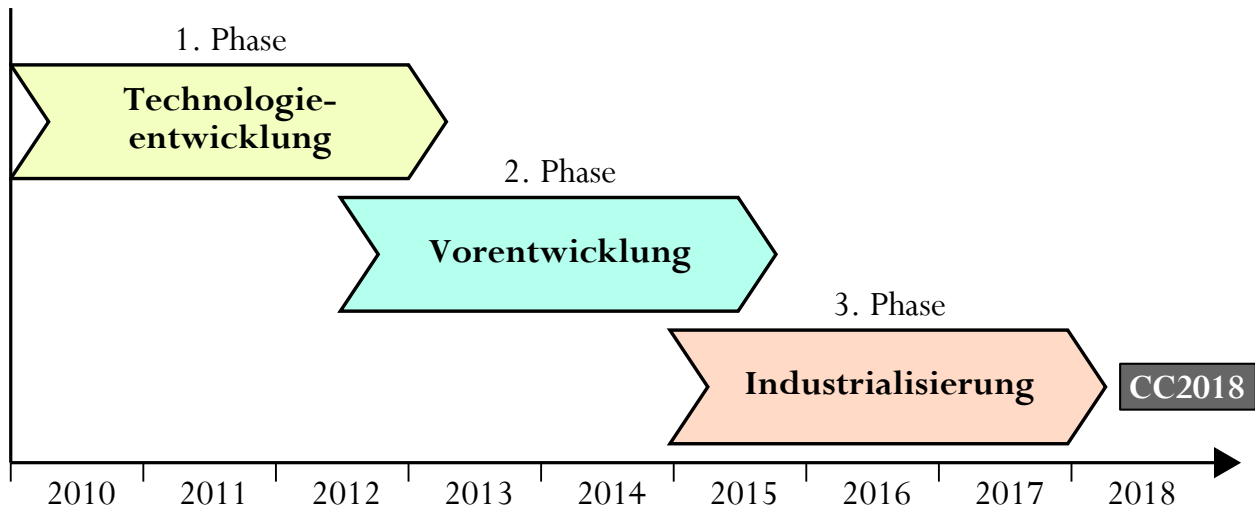 1. Phase
Technologie-
entwicklung
2. Phase
Vorentwicklung
3. Phase
Industrialisierung
CC2018
2010 2011 2012 2013 2014 2015 2016 2017 2018